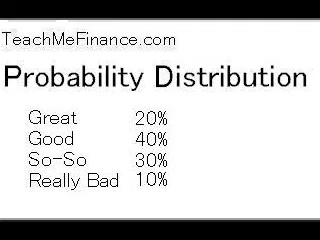 TeachMeFinance.com
Probability Distribution
Great 20%
Good 40%
So-So 30%
Really Bad 10%